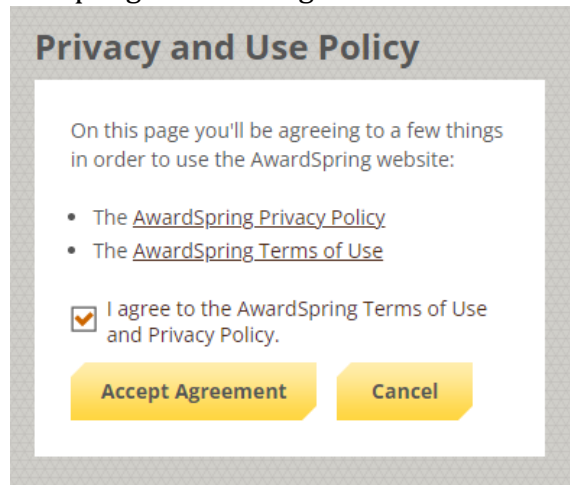 Privacy and Use Policy
On this page you'll be agreeing to a few things
in order to use the AwardSpring website:
• The AwardSpring Privacy Policy
• The AwardSpring Terms of Use
I agree to the AwardSpring Terms of Use
and Privacy Policy.
Accept Agreement
Cancel